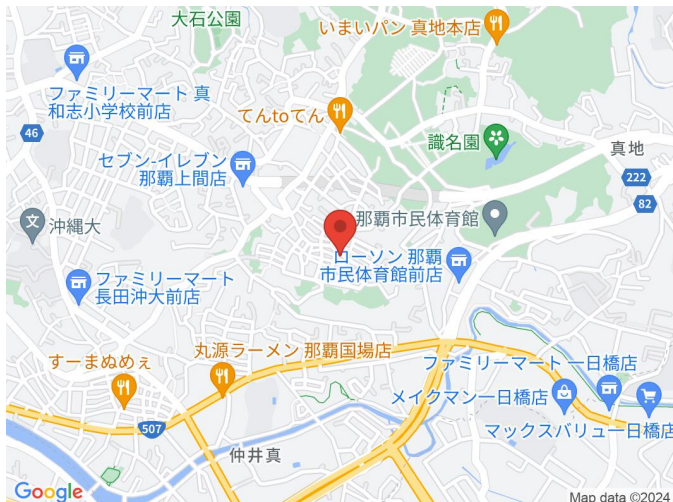 大石公園
いまいパン 真地本店
ファミリーマート 真
和志小学校前店
てんtoてん
46
識名園
真地
セブン-イレブン
那覇上間店
222
82
沖縄大
那覇市民体育館
ローソン 那覇
市民体育館前店
ファミリーマート
長田沖大前店
丸源ラーメン 那覇国場店
すーまぬめぇ
ファミリーマート 一日橋店
メイクマン一日橋店
マックスバリュ一日橋店
507
仲井真
Google
Map data ©2024